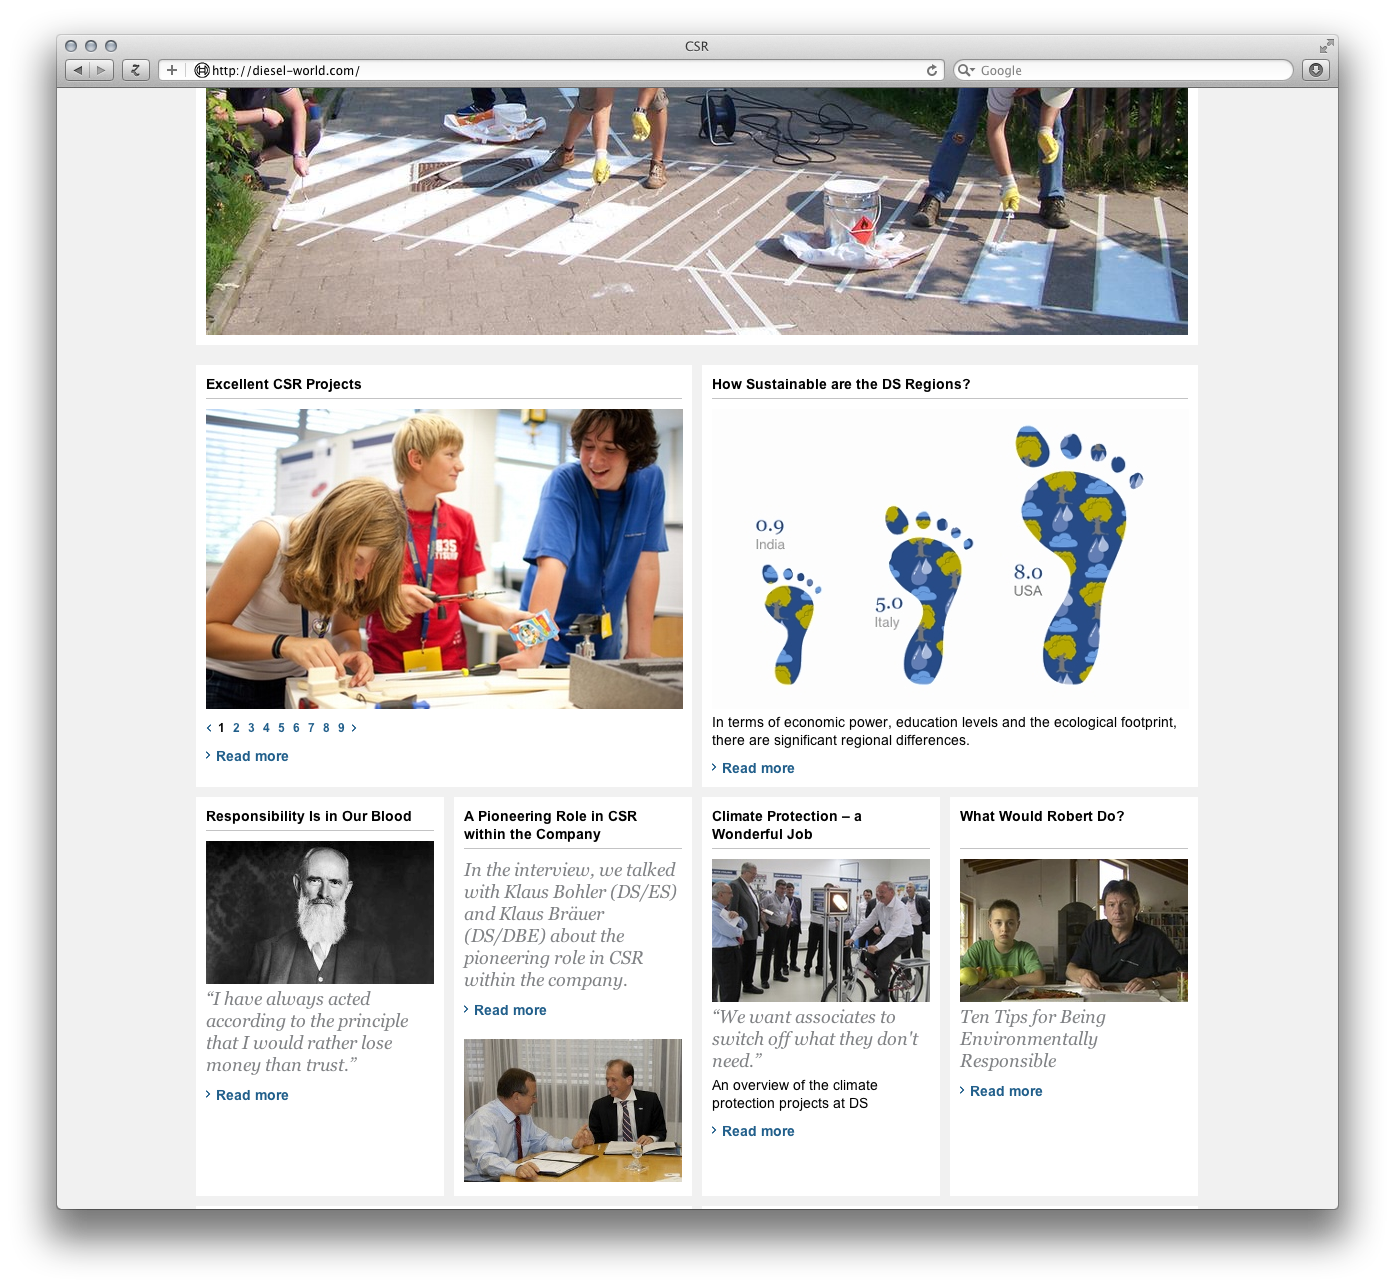 CSR
http://diesel-world.com/
Google
Excellent CSR Projects
1 2 3 4 5 6 7 8 9
Read more
How Sustainable are the DS Regions?
0.9
India
5.0
Italy
8.0
USA
In terms of economic power, education levels and the ecological footprint,
there are significant regional differences.
Read more
Responsibility Is in Our Blood
“I have always acted
according to the principle
that I would rather lose
money than trust.”
Read more
A Pioneering Role in CSR
within the Company
In the interview, we talked
with Klaus Bohler (DS/ES)
and Klaus Bräuer
(DS/DBE) about the
pioneering role in CSR
within the company.
Read more
Climate Protection – a
Wonderful Job
“We want associates to
switch off what they don't
need.”
An overview of the climate
protection projects at DS
Read more
What Would Robert Do?
Ten Tips for Being
Environmentally
Responsible
Read more